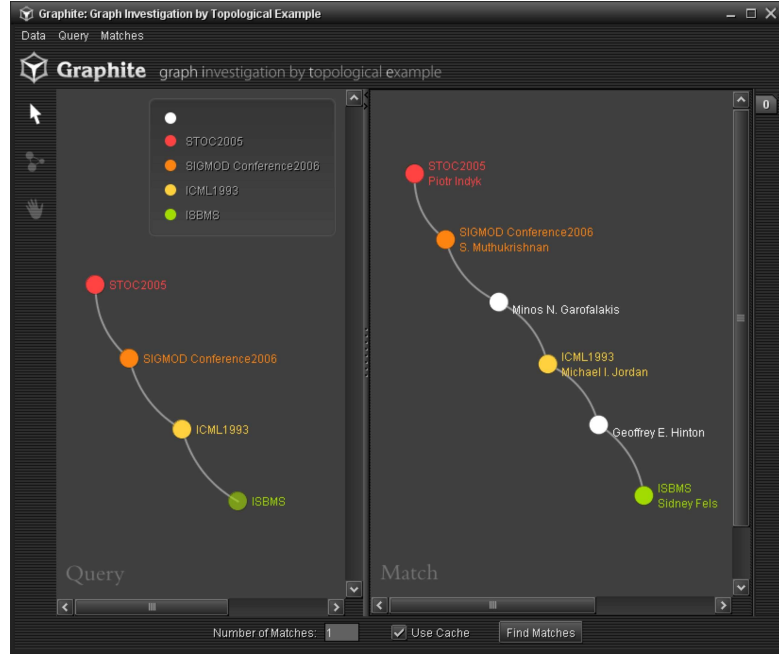 Graphite: Graph Investigation by Topological Example
Data Query Matches
Graphite graph investigation by topological example
STOC2005
SIGMOD Conference2006
ICML1993
ISBMS
STOC2005
SIGMOD Conference2006
ICML1993
ISBMS
Query
0
STOC2005
Piotr Indyk
SIGMOD Conference2006
S. Muthukrishnan
Minos N. Garofalakis
ICML1993
Michael I. Jordan
Geoffrey E. Hinton
ISBMS
Sidney Fels
Match
Number of Matches: 1 Use Cache Find Matches